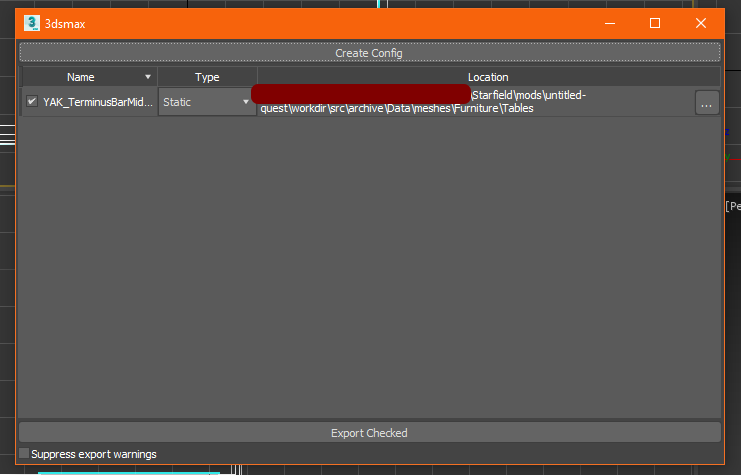 3dsmax
Create Config
Name Type Location
YAK_TerminusBarMid... Static \Starfield\mods\untitled-
quest\workdir\src\archive\Data\meshes\Furniture\Tables ...
Export Checked
Suppress export warnings
y
[Pe